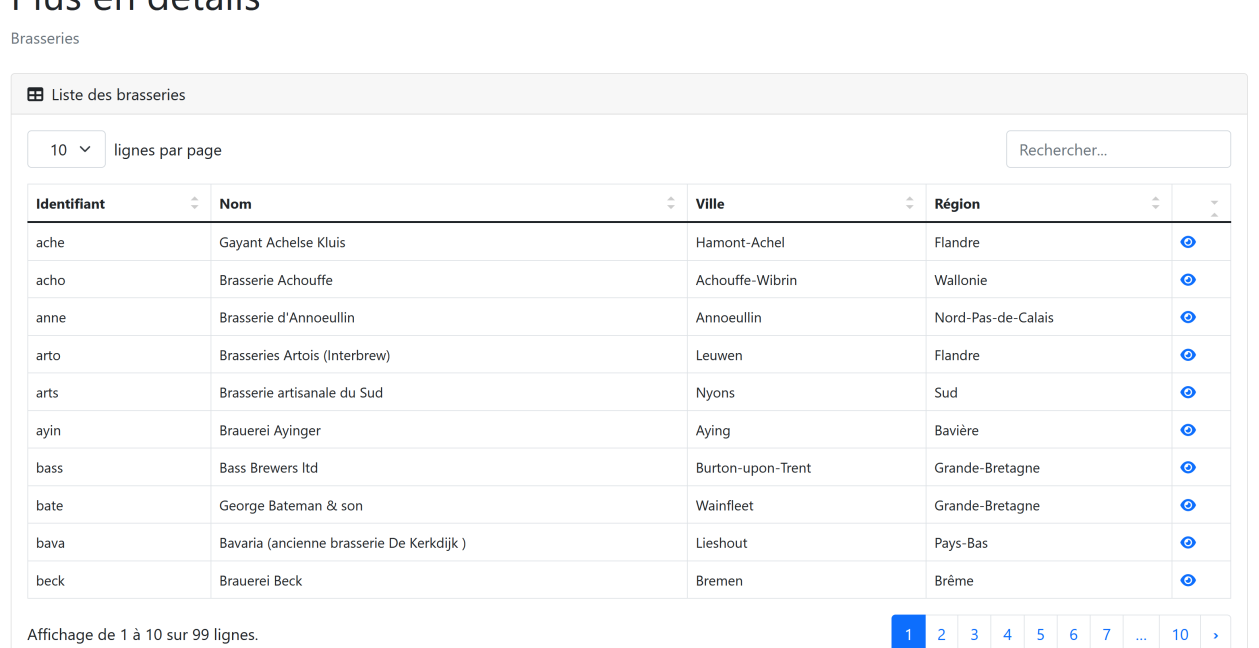 Plus en détails
Brasseries
Liste des brasseries
10 lignes par page Rechercher...
Identifiant Nom Ville Région
ache Gayant Achelse Kluis Hamont-Achel Flandre
acho Brasserie Achouffe Achouffe-Wibrin Wallonie
anne Brasserie d'Annoeullin Annoeullin Nord-Pas-de-Calais
arto Brasseries Artois (Interbrew) Leuwen Flandre
arts Brasserie artisanale du Sud Nyons Sud
ayin Brauerei Ayinger Aying Bavière
bass Bass Brewers ltd Burton-upon-Trent Grande-Bretagne
bate George Bateman & son Wainfleet Grande-Bretagne
bava Bavaria (ancienne brasserie De Kerkdijk ) Lieshout Pays-Bas
beck Brauerei Beck Bremen Brême
Affichage de 1 à 10 sur 99 lignes. 1 2 3 4 5 6 7 ... 10 ›